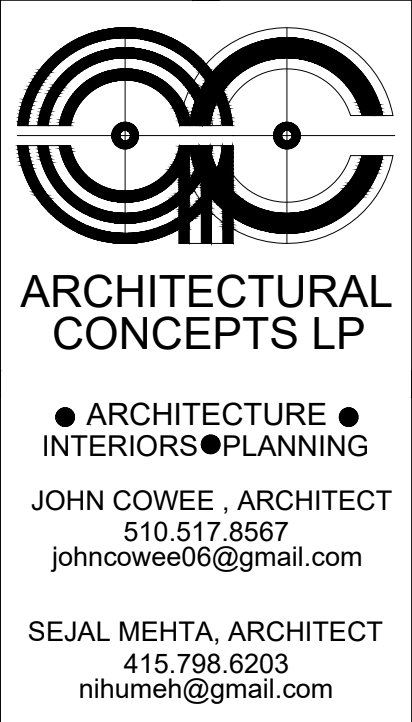 ARCHITECTURAL
CONCEPTS LP
● ARCHITECTURE ●
INTERIORS●PLANNING
JOHN COWEE , ARCHITECT
510.517.8567
johncowee06@gmail.com
SEJAL MEHTA, ARCHITECT
415.798.6203
nihumeh@gmail.com